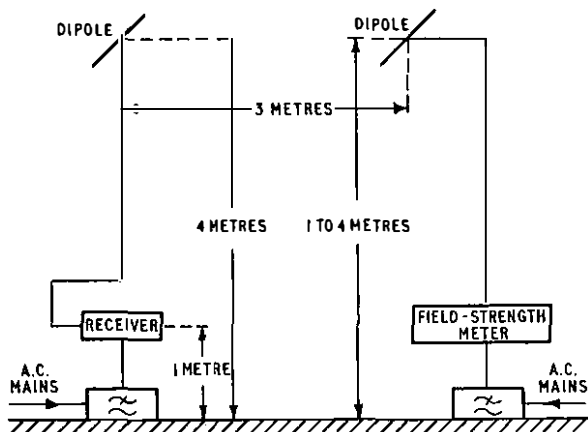 DIPOLE
DIPOLE
3 METRES
4 METRES
1 TO 4 METRES
RECEIVER
FIELD-STRENGTH
METER
1 METRE
A.C.
MAINS
A.C.
MAINS